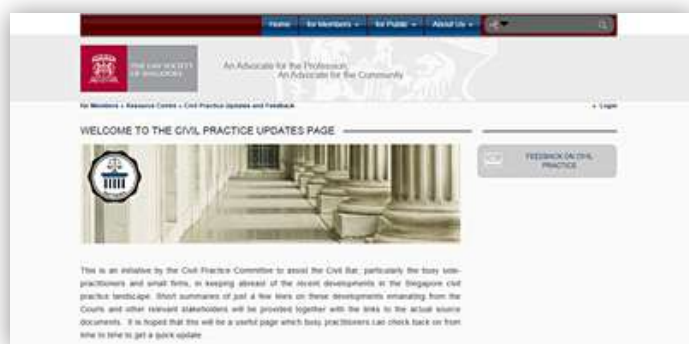 Home for Members for Public About Us
THE LAW SOCIETY
OF SINGAPORE
An Advocate for the Profession,
An Advocate for the Community
for Members » Resource Centre » Civil Practice Updates and Feedback
» Login
WELCOME TO THE CIVIL PRACTICE UPDATES PAGE
FEEDBACK ON CIVIL
PRACTICE
This is an initiative by the Civil Practice Committee to assist the Civil Bar, particularly the busy sole-
practitioners and small firms, in keeping abreast of the recent developments in the Singapore civil
practice landscape. Short summaries of just a few lines on these developments emanating from the
Courts and other relevant stakeholders will be provided together with the links to the actual source
documents. It is hoped that this will be a useful page which busy practitioners can check back on from
time to time to get a quick update